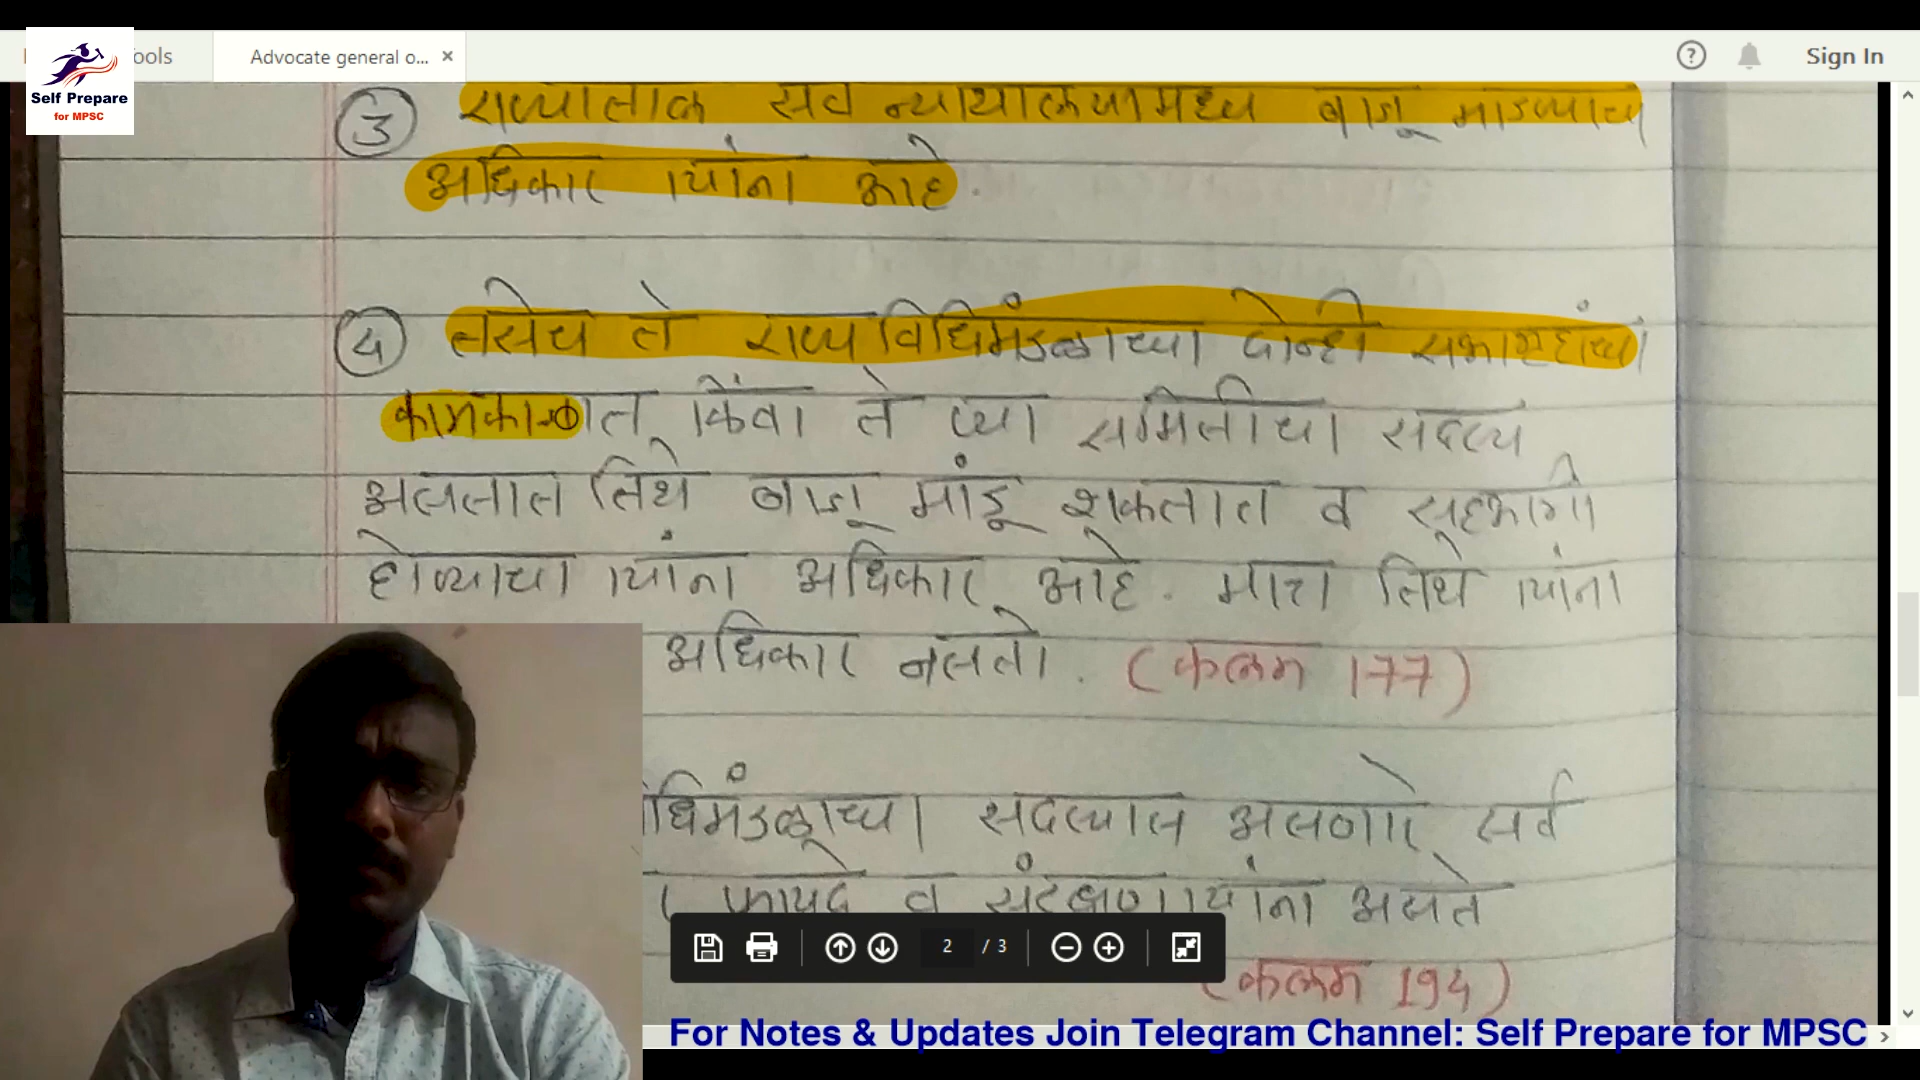 ools
Advocate general o... ×
? Sign In
Self Prepare
for MPSC
③ राज्यातील सर्व न्यायालयामध्ये बाजू मांडण्याचा
अधिकार यांना आहे.
④ तसेच ते राज्यविधिमंडळाच्या दोन्ही सभागृहांच्या
कामकाजात किंवा ते ज्या समितीचा सदस्य
असतात तिथे बाजू मांडू शकतात व सहभागी
होण्याचा यांना अधिकार आहे. मात्र तिथे यांना
अधिकार नसतो. (कलम 177)
धिमंडळाच्या सदस्यास असणारे सर्व
फायदे व संरक्षण यांना असते
2 / 3
(कलम 194)
For Notes & Updates Join Telegram Channel: Self Prepare for MPSC